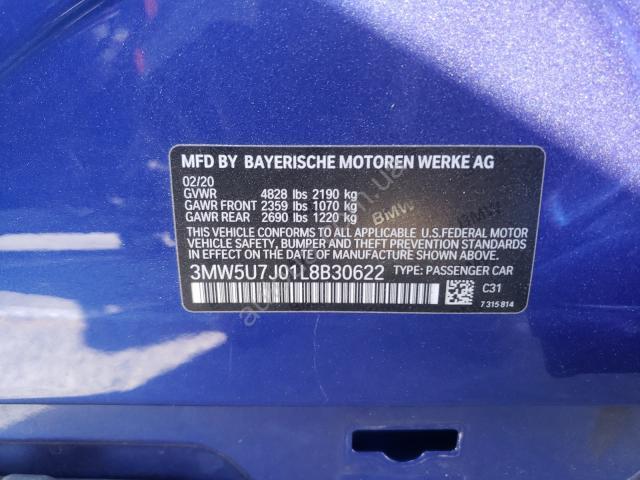 MFD BY BAYERISCHE MOTOREN WERKE AG
02/20
GVWR 4828 lbs 2190 kg
GAWR FRONT 2359 lbs 1070 kg
GAWR REAR 2690 lbs 1220 kg
BMW BMW
THIS VEHICLE CONFORMS TO ALL APPLICABLE U.S.FEDERAL MOTOR
VEHICLE SAFETY, BUMPER AND THEFT PREVENTION STANDARDS
IN EFFECT ON THE DATE OF MANUFACTURE SHOWN ABOVE.
3MW5U7J01L8B30622 TYPE: PASSENGER CAR
C31
7 315 814